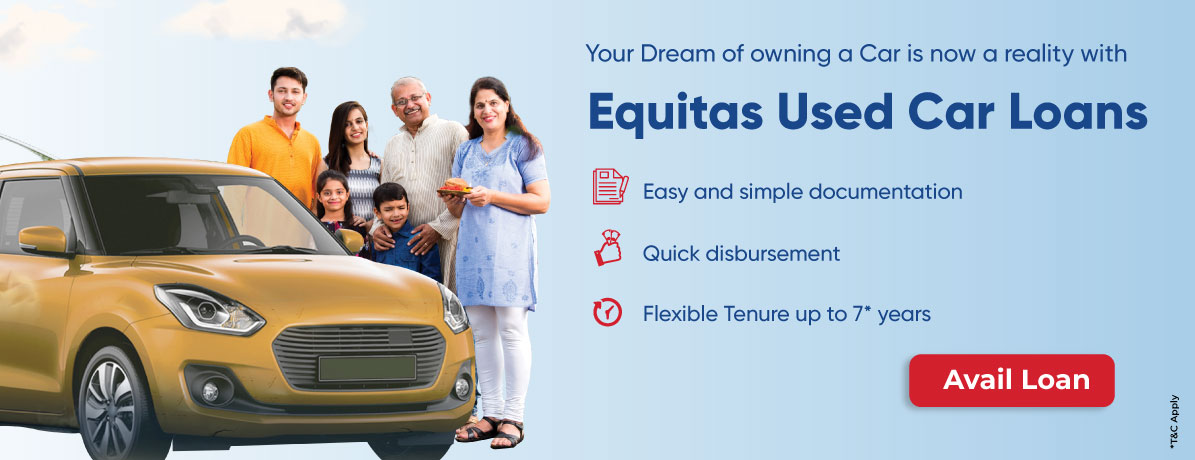 Your Dream of owning a Car is now a reality with
Equitas Used Car Loans
Easy and simple documentation
Quick disbursement
Flexible Tenure up to 7* years
Avail Loan
*T&C Apply